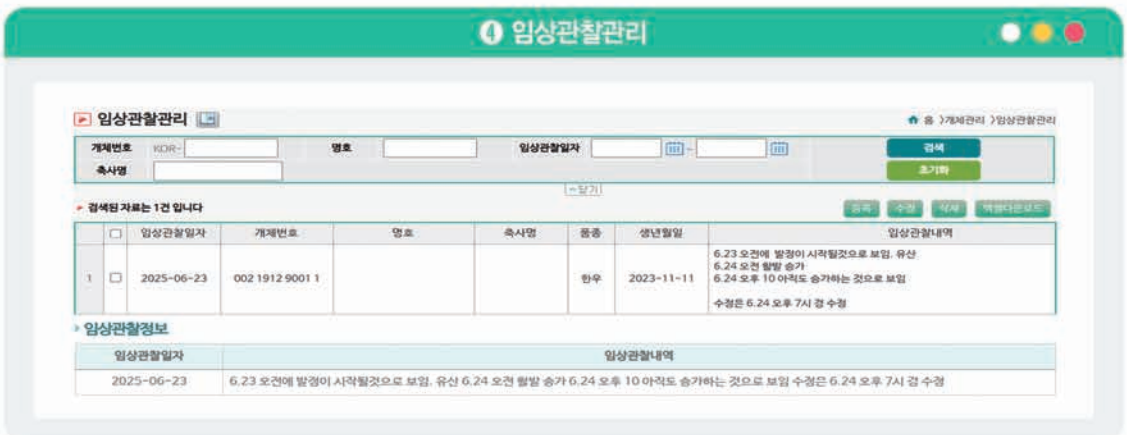 ❹ 임상관찰관리
임상관찰관리
홈 〉개체관리 〉임상관찰관리
개체번호 KOR- 명호 임상관찰일자 ~ 검색
축사명 초기화
닫기
검색된 자료는 1건 입니다
등록 수정 삭제 엑셀다운로드
임상관찰일자 개체번호 명호 축사명 품종 생년월일 임상관찰내역
1 2025-06-23 002 1912 9001 1 한우 2023-11-11
6.23 오전에 발정이 시작될것으로 보임. 유산
6.24 오전 활발 승가
6.24 오후 10 아직도 승가하는 것으로 보임
수정은 6.24 오후 7시 경 수정
임상관찰정보
임상관찰일자 임상관찰내역
2025-06-23 6.23 오전에 발정이 시작될것으로 보임. 유산 6.24 오전 활발 승가 6.24 오후 10 아직도 승가하는 것으로 보임 수정은 6.24 오후 7시 경 수정